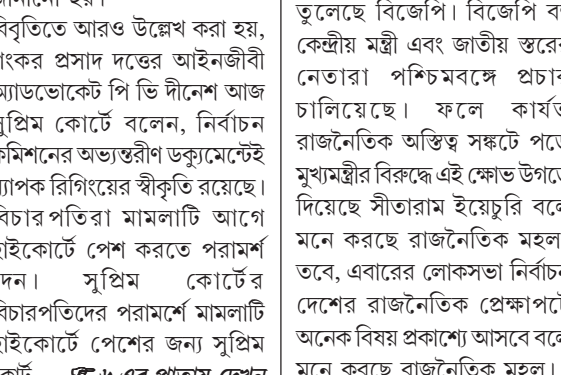 বিবৃতিতে আরও উল্লেখ করা হয়,
শংকর প্রসাদ দত্তের আইনজীবী
অ্যাডভোকেট পি ভি দীনেশ আজ
সুপ্রিম কোর্টে বলেন, নির্বাচন
কমিশনের অভ্যন্তরীণ ডকুমেন্টেই
ব্যাপক রিগিংয়ের স্বীকৃতি রয়েছে।
বিচারপতিরা মামলাটি আগে
হাইকোর্টে পেশ করতে পরামর্শ
দেন। সুপ্রিম কোর্টের
বিচারপতিদের পরামর্শে মামলাটি
হাইকোর্টে পেশের জন্য সুপ্রিম
তুলেছে বিজেপি। বিজেপি
কেন্দ্রীয় মন্ত্রী এবং জাতীয় স্তরের
নেতারা পশ্চিমবঙ্গে প্রচার
চালিয়েছে। ফলে কার্যত
রাজনৈতিক অস্তিত্ব সঙ্কটে পড়ে
মুখ্যমন্ত্রীর বিরুদ্ধে এই ক্ষোভ উগড়ে
দিয়েছে সীতারাম ইয়েচুরি বলে
মনে করছে রাজনৈতিক মহল।
তবে, এবারের লোকসভা নির্বাচন
দেশের রাজনৈতিক প্রেক্ষাপটে
অনেক বিষয় প্রকাশ্যে আসবে বলে
মনে করছে রাজনৈতিক মহল।